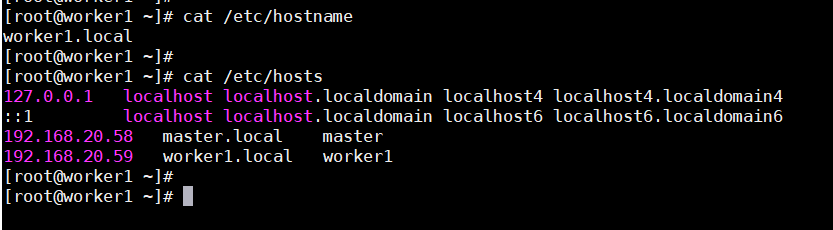 [root@worker1 ~]# cat /etc/hostname
worker1.local
[root@worker1 ~]#
[root@worker1 ~]# cat /etc/hosts
127.0.0.1   localhost localhost.localdomain localhost4 localhost4.localdomain4
::1         localhost localhost.localdomain localhost6 localhost6.localdomain6
192.168.20.58   master.local    master
192.168.20.59   worker1.local   worker1
[root@worker1 ~]#
[root@worker1 ~]#